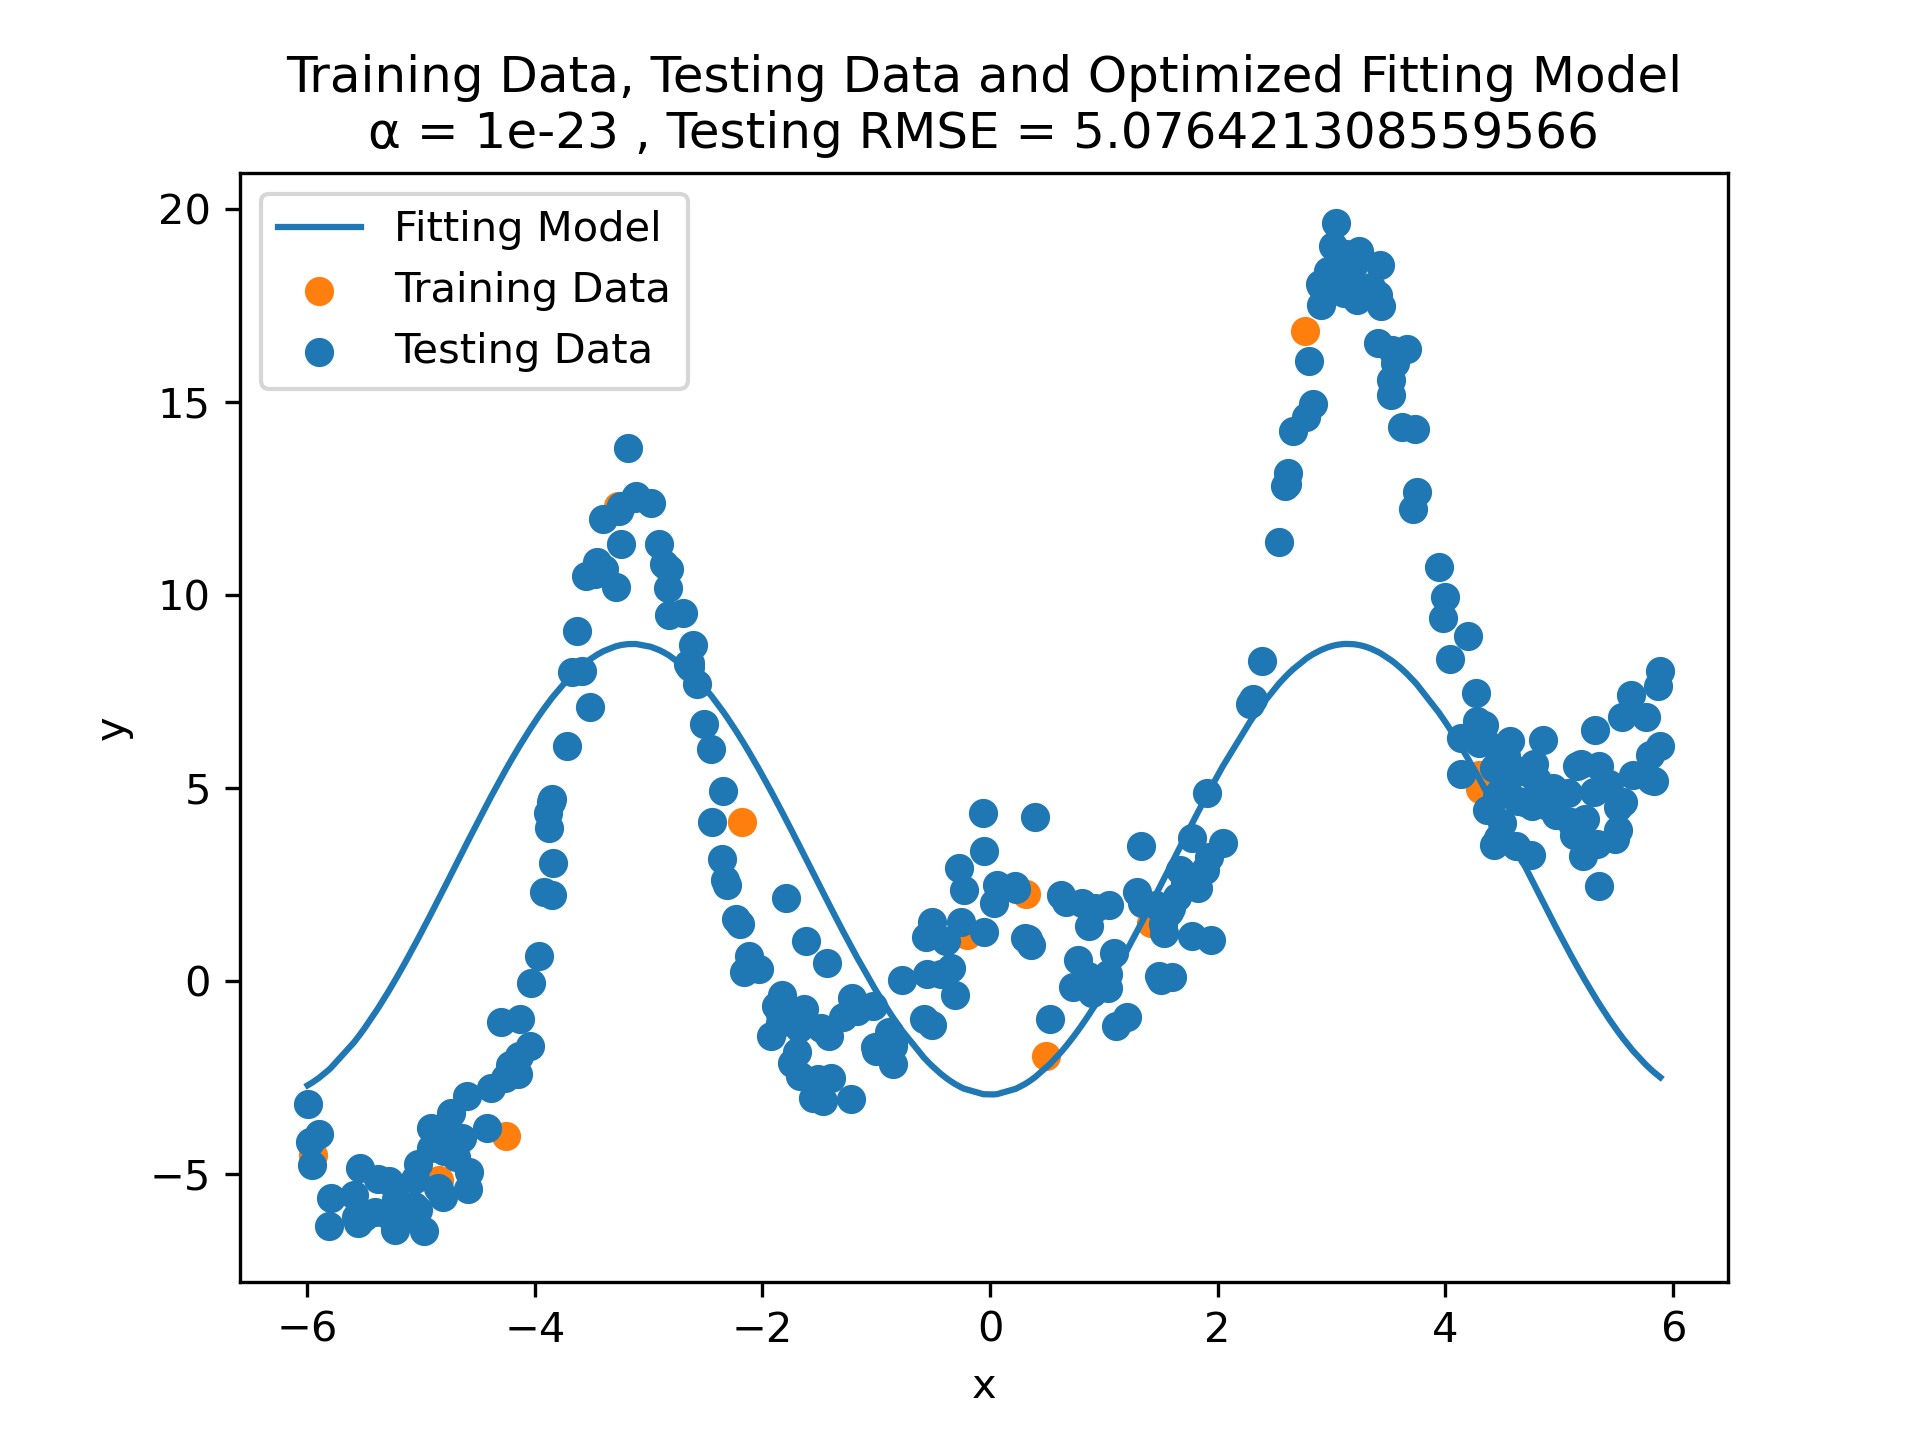 Training Data, Testing Data and Optimized Fitting Model
α = 1e-23 , Testing RMSE = 5.076421308559566
Fitting Model
Training Data
Testing Data
20
15
10
5
0
−5
y
−6
−4
−2
0
2
4
6
x